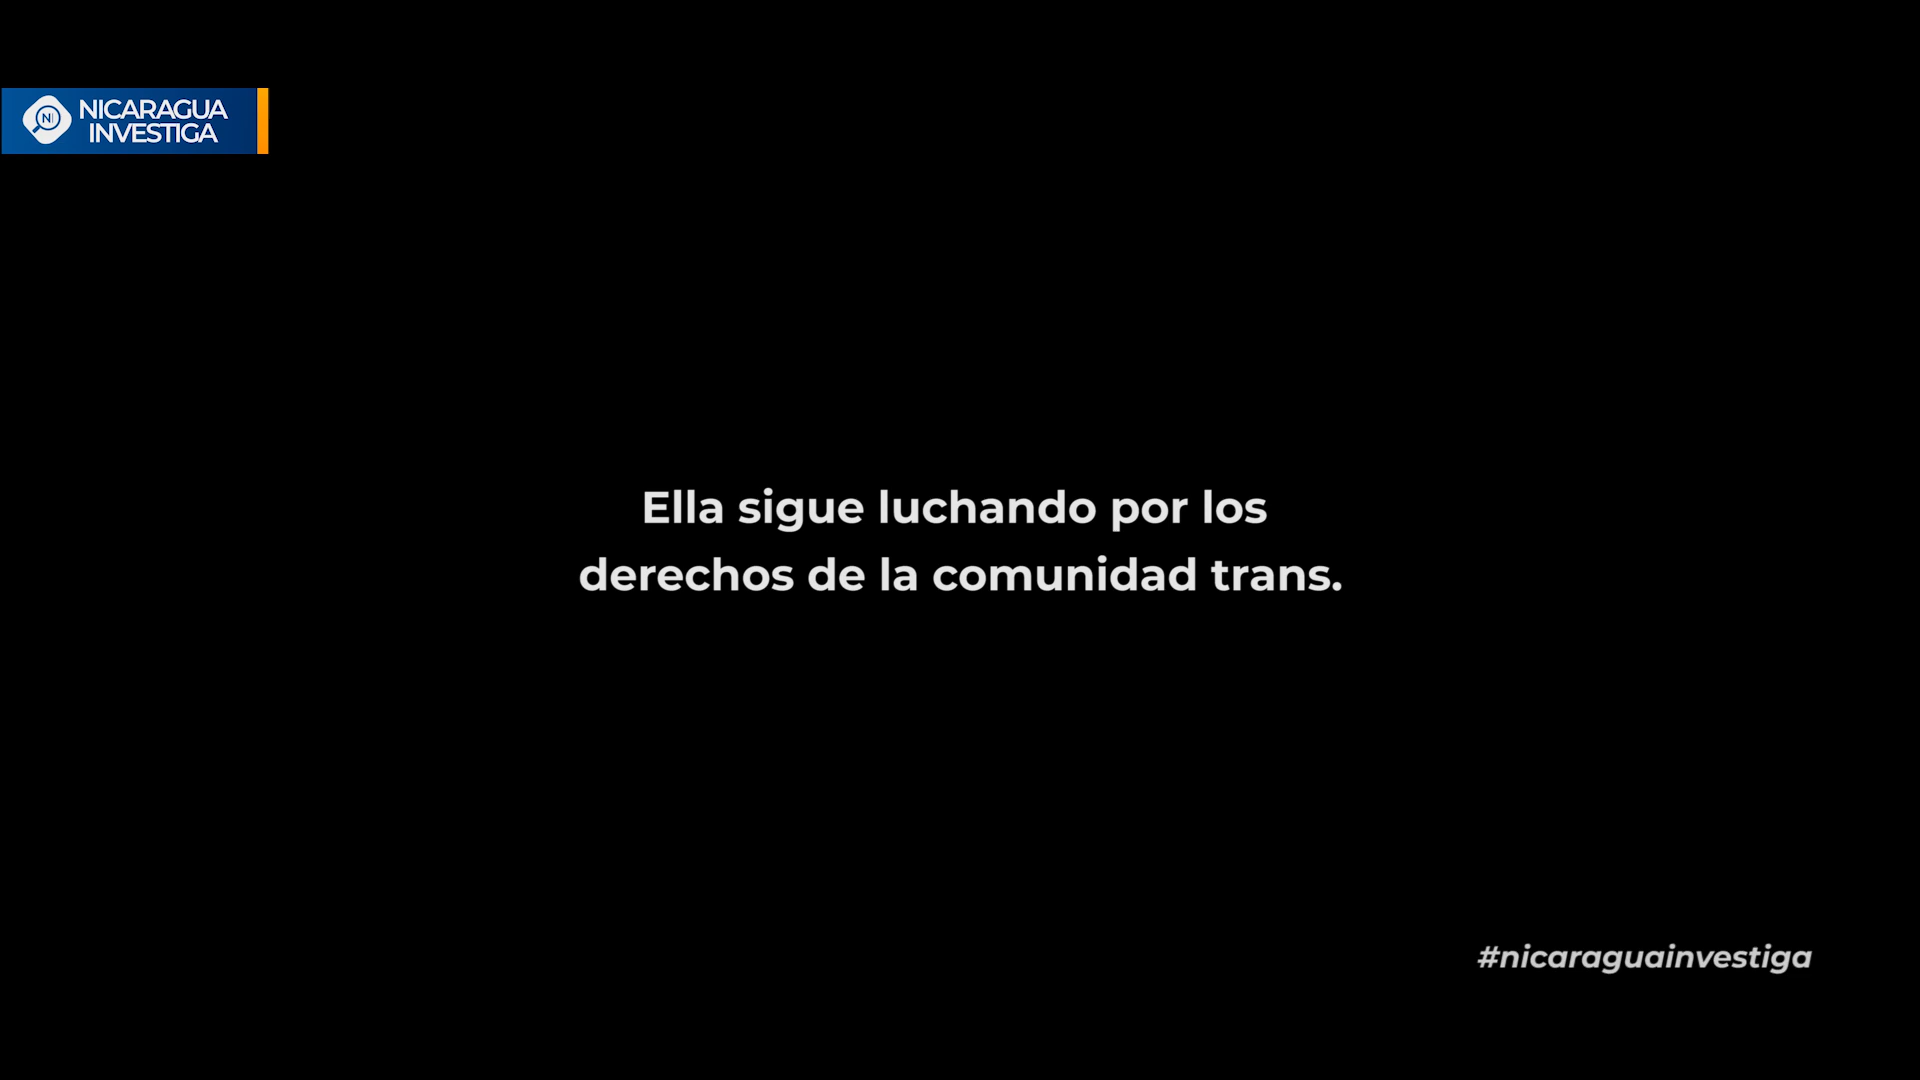 NICARAGUA
INVESTIGA
Ella sigue luchando por los
derechos de la comunidad trans.
#nicaraguainvestiga